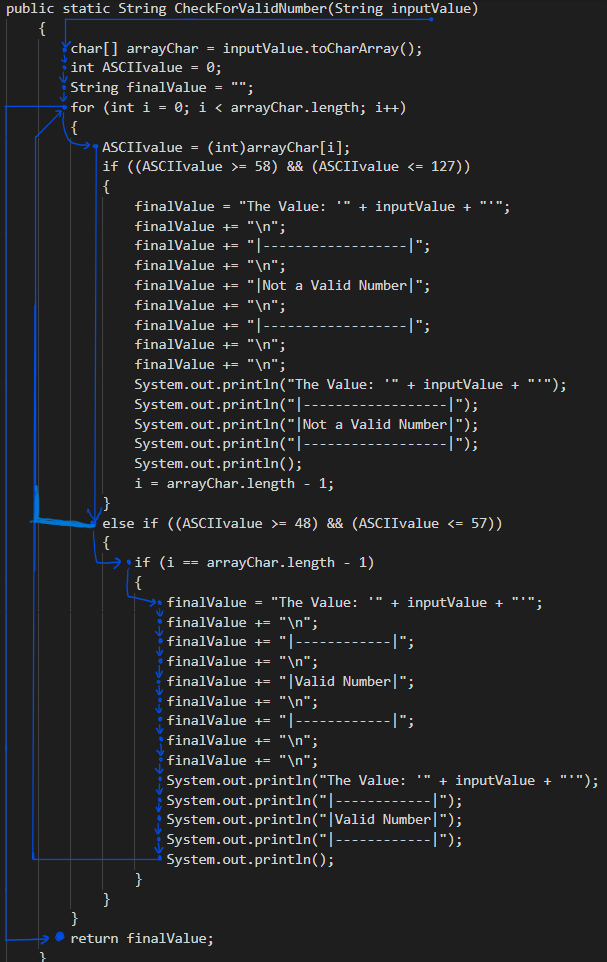 public static String CheckForValidNumber(String inputValue)
{
char[] arrayChar = inputValue.toCharArray();
int ASCIIvalue = 0;
String finalValue = "";
for (int i = 0; i < arrayChar.length; i++)
{
ASCIIvalue = (int)arrayChar[i];
if ((ASCIIvalue >= 58) && (ASCIIvalue <= 127))
{
finalValue = "The Value: '" + inputValue + "'";
finalValue += "\n";
finalValue += "|------------------|";
finalValue += "\n";
finalValue += "|Not a Valid Number|";
finalValue += "\n";
finalValue += "|------------------|";
finalValue += "\n";
finalValue += "\n";
System.out.println("The Value: '" + inputValue + "'");
System.out.println("|------------------|");
System.out.println("|Not a Valid Number|");
System.out.println("|------------------|");
System.out.println();
i = arrayChar.length - 1;
}
else if ((ASCIIvalue >= 48) && (ASCIIvalue <= 57))
{
if (i == arrayChar.length - 1)
{
finalValue = "The Value: '" + inputValue + "'";
finalValue += "\n";
finalValue += "|------------|";
finalValue += "\n";
finalValue += "|Valid Number|";
finalValue += "\n";
finalValue += "|------------|";
finalValue += "\n";
finalValue += "\n";
System.out.println("The Value: '" + inputValue + "'");
System.out.println("|------------|");
System.out.println("|Valid Number|");
System.out.println("|------------|");
System.out.println();
}
}
}
return finalValue;
}